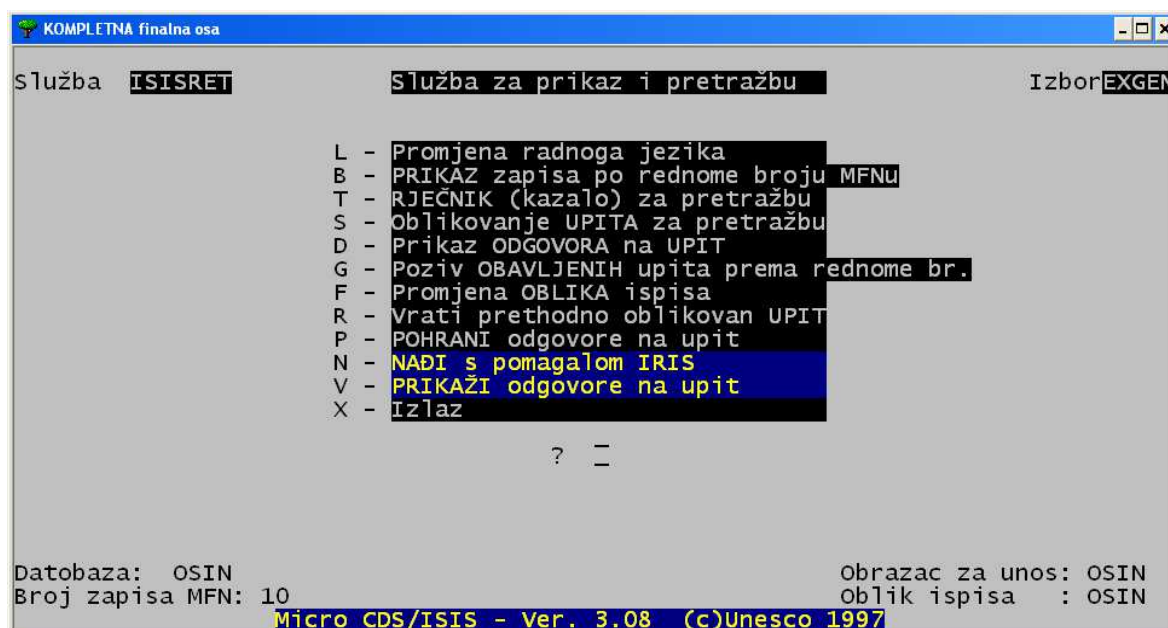 KOMPLETNA finalna osa
Služba ISISRET Služba za prikaz i pretražbu Izbor EXGEN
L - Promjena radnoga jezika
B - PRIKAZ zapisa po rednome broju MFNu
T - RJEČNIK (kazalo) za pretražbu
S - Oblikovanje UPITA za pretražbu
D - Prikaz ODGOVORA na UPIT
G - Poziv OBAVLJENIH upita prema rednome br.
F - Promjena OBLIKA ispisa
R - Vrati prethodno oblikovan UPIT
P - POHRANI odgovore na upit
N - NAĐI s pomagalom IRIS
V - PRIKAŽI odgovore na upit
X - Izlaz
?
Datobaza: OSIN Obrazac za unos: OSIN
Broj zapisa MFN: 10 Oblik ispisa : OSIN
Micro CDS/ISIS - Ver. 3.08 (c)Unesco 1997